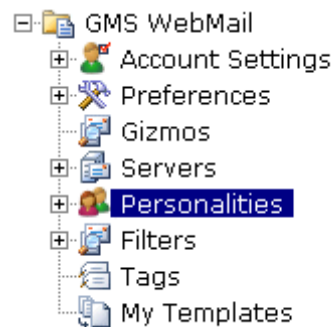 GMS WebMail
Account Settings
Preferences
Gizmos
Servers
Personalities
Filters
Tags
My Templates